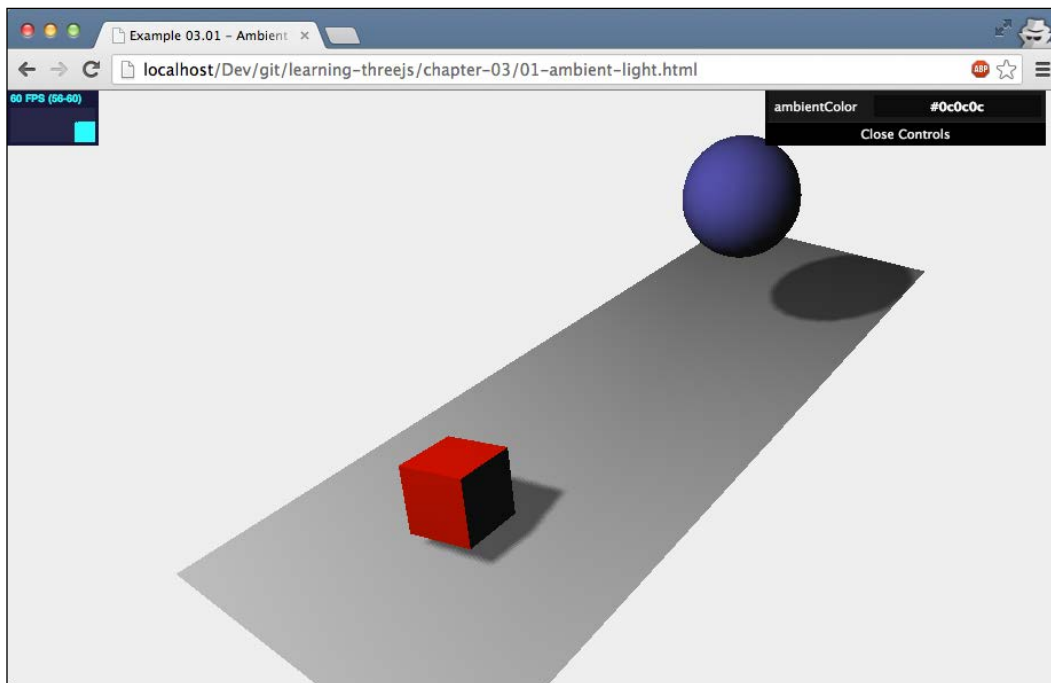 Example 03.01 - Ambient
localhost/Dev/git/learning-threejs/chapter-03/01-ambient-light.html
ABP
60 FPS (56-60)
ambientColor #0c0c0c
Close Controls